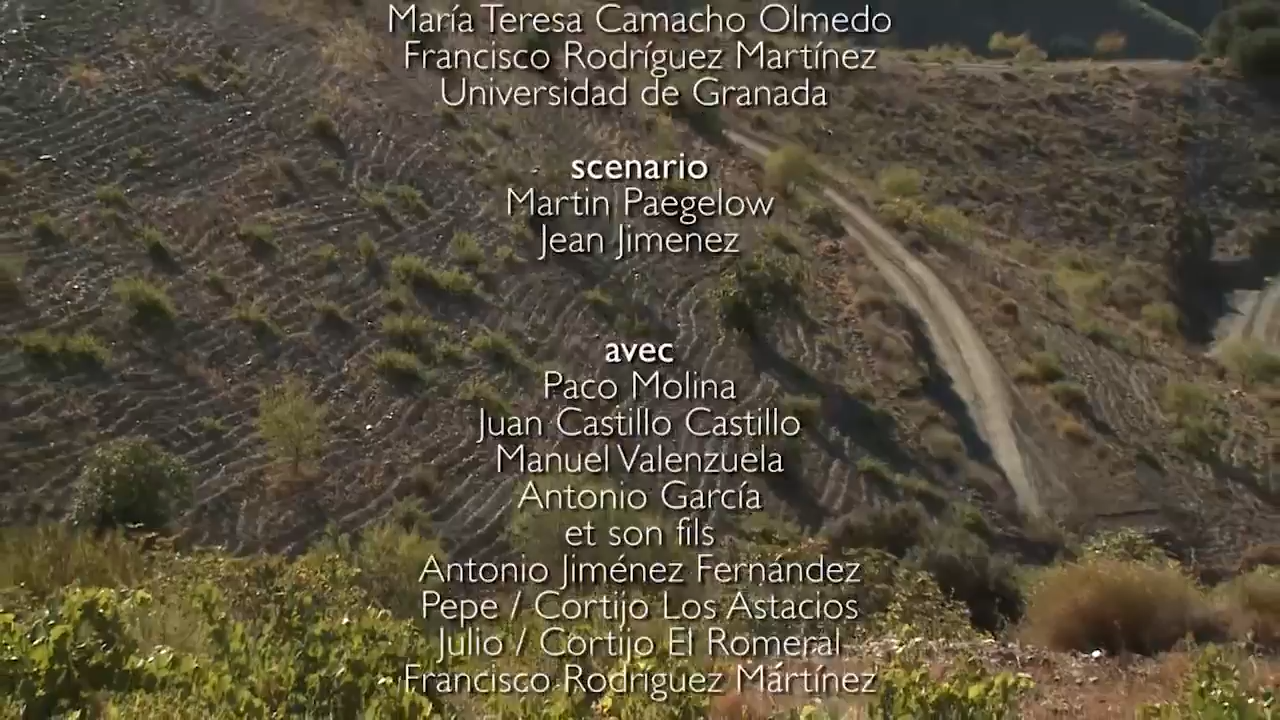 María Teresa Camacho Olmedo
Francisco Rodríguez Martínez
Universidad de Granada
scenario
Martin Paegelow
Jean Jimenez
avec
Paco Molina
Juan Castillo Castillo
Manuel Valenzuela
Antonio García
et son fils
Antonio Jiménez Fernández
Pepe / Cortijo Los Astacios
Julio / Cortijo El Romeral
Francisco Rodriguez Mártínez